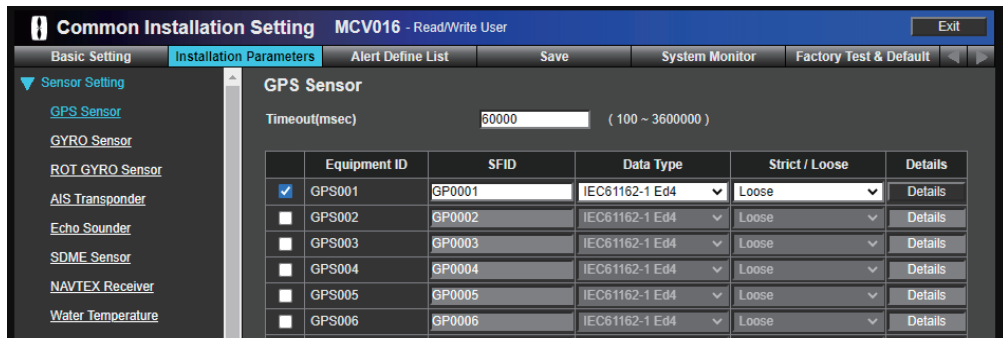 Common Installation Setting MCV016 - Read/Write User Exit
Basic Setting Installation Parameters Alert Define List Save System Monitor Factory Test & Default
Sensor Setting
GPS Sensor
GYRO Sensor
ROT GYRO Sensor
AIS Transponder
Echo Sounder
SDME Sensor
NAVTEX Receiver
Water Temperature
GPS Sensor
Timeout(msec) 60000 ( 100 ~ 3600000 )
Equipment ID SFID Data Type Strict / Loose Details
GPS001 GP0001 IEC61162-1 Ed4 Loose Details
GPS002 GP0002 IEC61162-1 Ed4 Loose Details
GPS003 GP0003 IEC61162-1 Ed4 Loose Details
GPS004 GP0004 IEC61162-1 Ed4 Loose Details
GPS005 GP0005 IEC61162-1 Ed4 Loose Details
GPS006 GP0006 IEC61162-1 Ed4 Loose Details